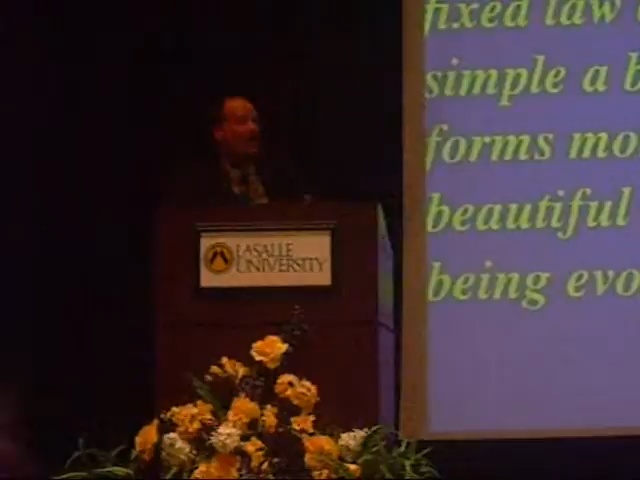 fixed law
simple a b
forms mo
beautiful
being evo
LASALLE
UNIVERSITY